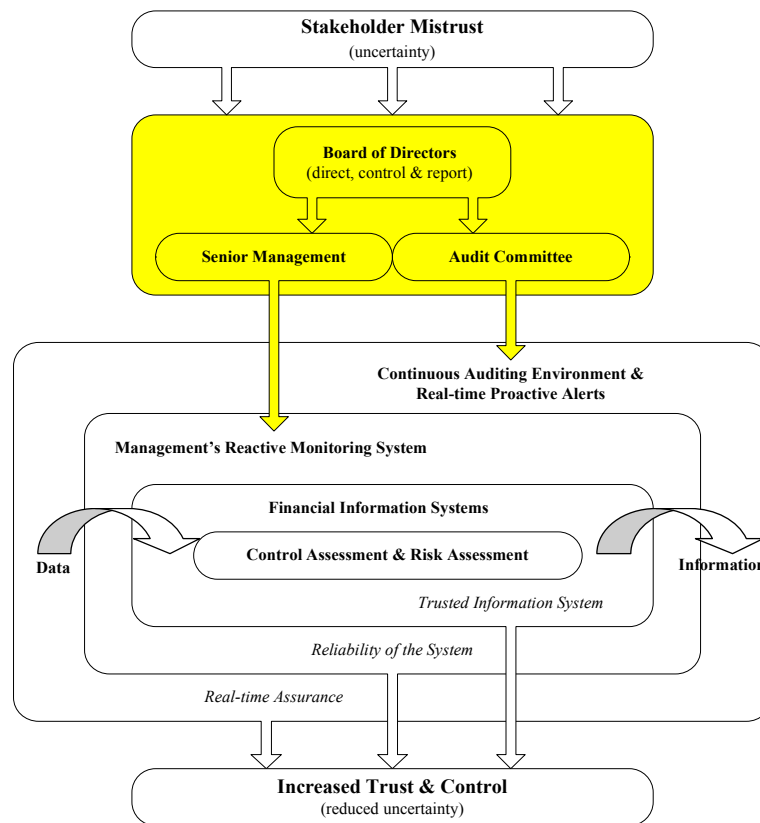 Stakeholder Mistrust
(uncertainty)
Board of Directors
(direct, control & report)
Senior Management
Audit Committee
Continuous Auditing Environment &
Real-time Proactive Alerts
Management's Reactive Monitoring System
Financial Information Systems
Control Assessment & Risk Assessment
Data
Information
Trusted Information System
Reliability of the System
Real-time Assurance
Increased Trust & Control
(reduced uncertainty)